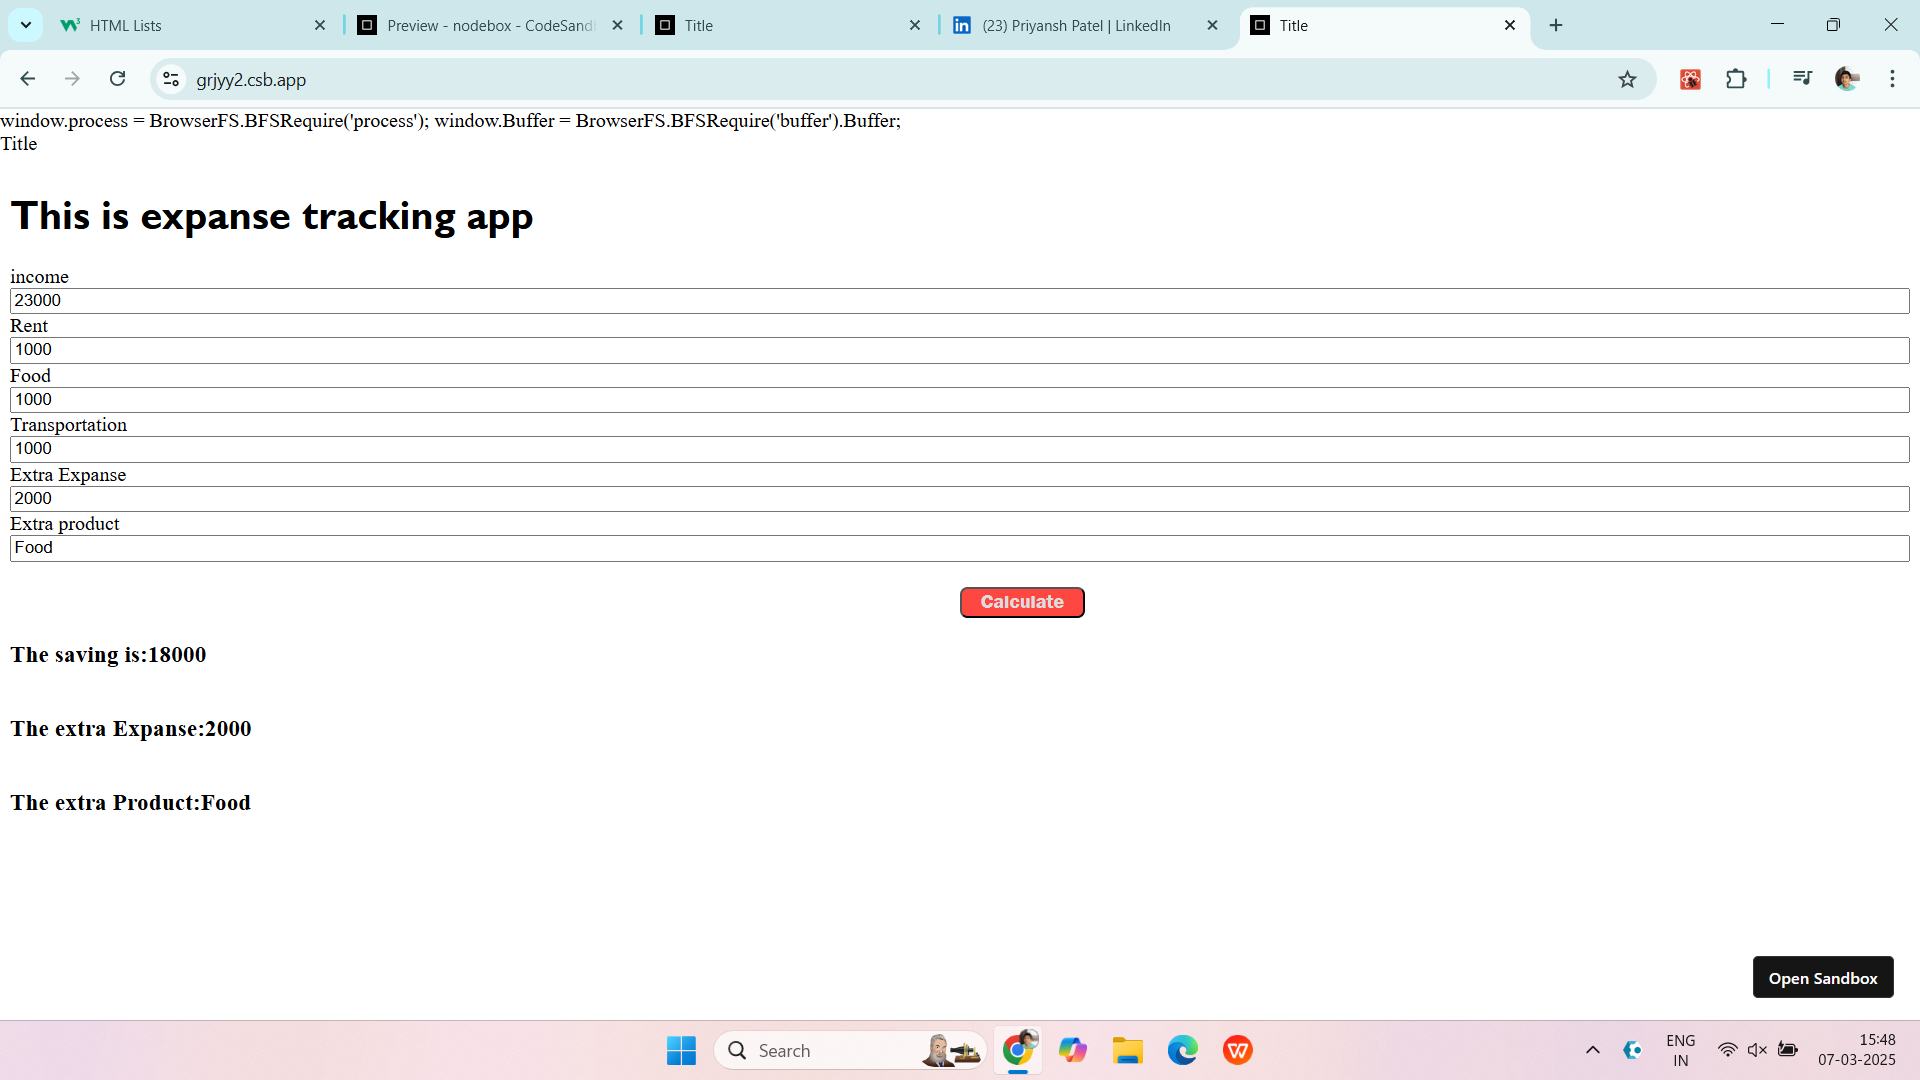 HTML Lists
Preview - nodebox - CodeSand
Title
(23) Priyansh Patel | LinkedIn
Title
grjyy2.csb.app
window.process = BrowserFS.BFSRequire('process'); window.Buffer = BrowserFS.BFSRequire('buffer').Buffer;
Title
This is expanse tracking app
income
23000
Rent
1000
Food
1000
Transportation
1000
Extra Expanse
2000
Extra product
Food
Calculate
The saving is:18000
The extra Expanse:2000
The extra Product:Food
Open Sandbox
Search
ENG
IN
15:48
07-03-2025